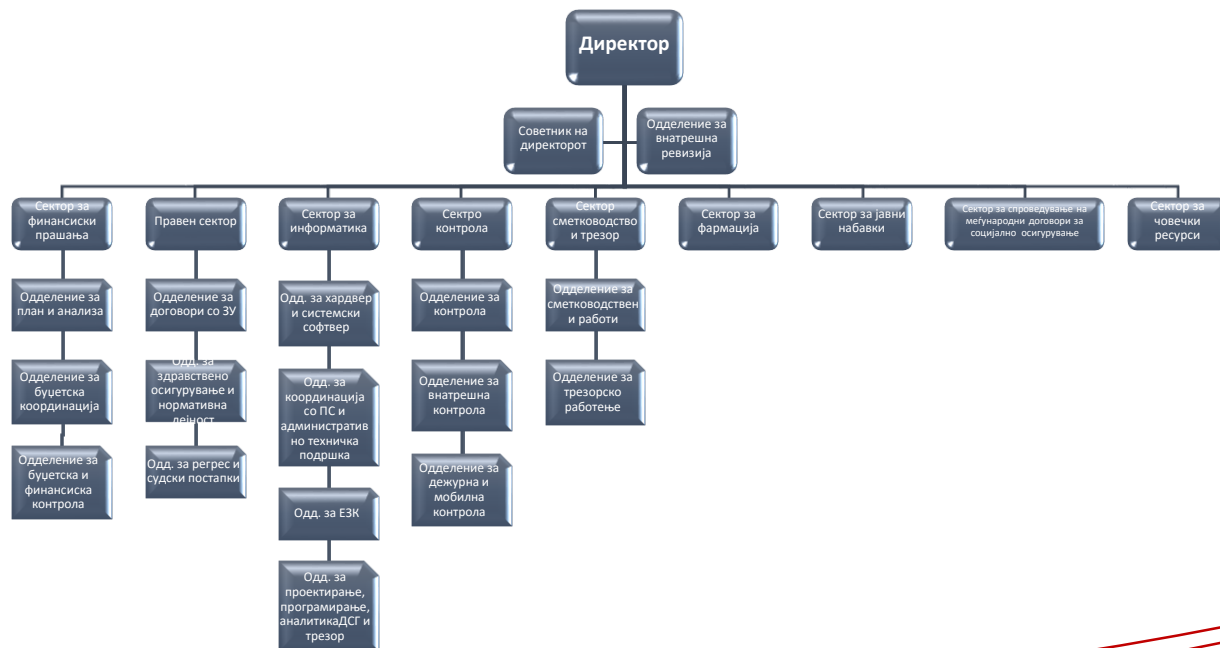 Директор
Советник на
директорот
Одделение за
внатрешна
ревизија
Сектор за
финансиски
прашања
Правен сектор
Сектор за
информатика
Сектро
контрола
Сектор
сметководство
и трезор
Сектор за
фармација
Сектор за јавни
набавки
Сектор за спроведување на
меѓународни договори за
социјално осигурување
Сектор за
човечки
ресурси
Одделение за
план и анализа
Одделение за
буџетска
координација
Одделение за
буџетска и
финансиска
контрола
Одделение за
договори со ЗУ
Одд. за
здравствено
осигурување и
нормативна
дејност
Одд. за регрес и
судски постапки
Одд. за хардвер
и системски
софтвер
Одд. за
координација
со ПС и
административ
но техничка
подршка
Одд. за ЕЗК
Одд. за
проектирање,
програмирање,
аналитикаДСГ и
трезор
Одделение за
контрола
Одделение за
внатрешна
контрола
Одделение за
дежурна и
мобилна
контрола
Одделение за
сметководствен
и работи
Одделение за
трезорско
работење